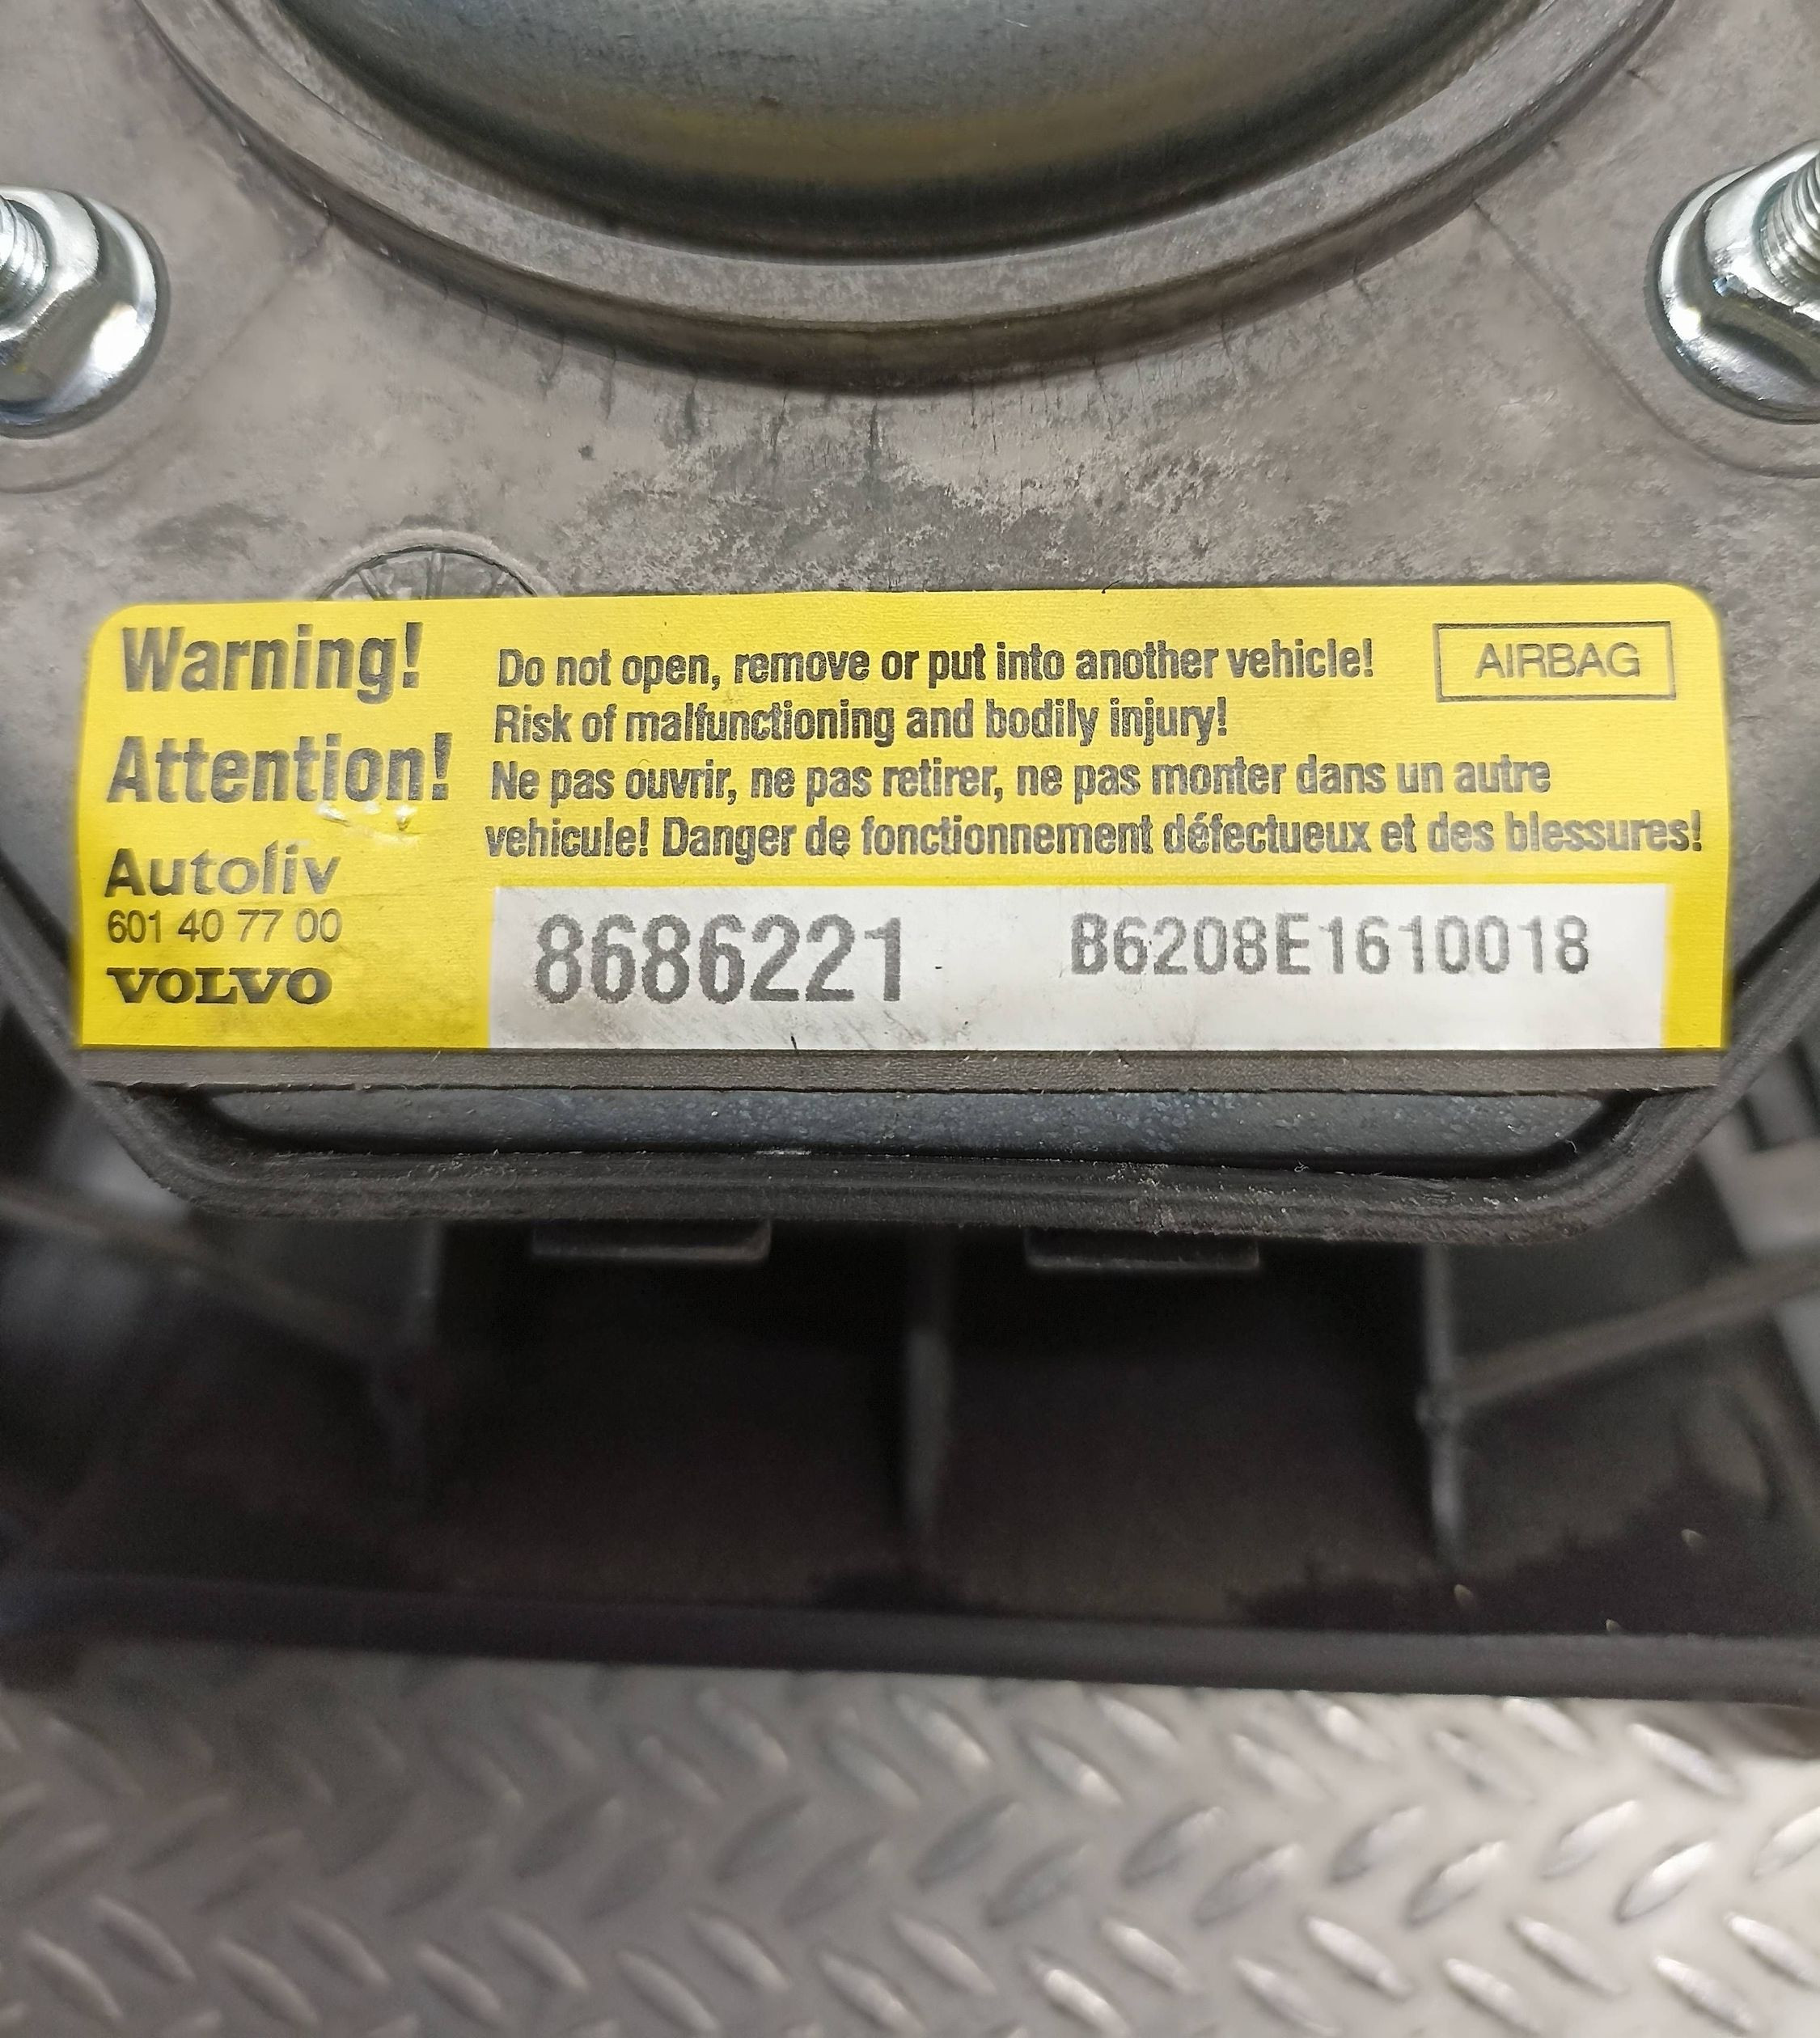 Warning!
Attention!
Do not open, remove or put into another vehicle!
Risk of malfunctioning and bodily injury!
Ne pas ouvrir, ne pas retirer, ne pas monter dans un autre
vehicule! Danger de fonctionnement défectueux et des blessures!
AIRBAG
Autoliv
601 40 77 00
VOLVO
8686221
B6208E1610018